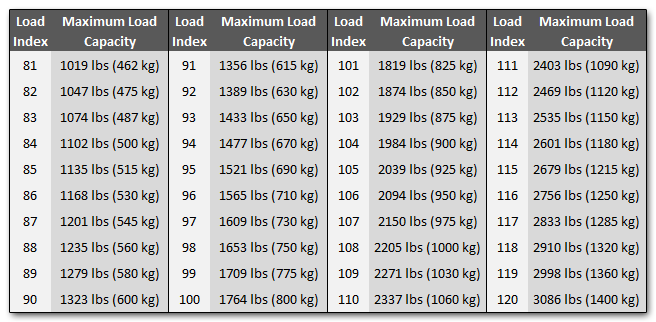 Load Index Maximum Load Capacity Load Index Maximum Load Capacity Load Index Maximum Load Capacity Load Index Maximum Load Capacity
81 1019 lbs (462 kg) 91 1356 lbs (615 kg) 101 1819 lbs (825 kg) 111 2403 lbs (1090 kg)
82 1047 lbs (475 kg) 92 1389 lbs (630 kg) 102 1874 lbs (850 kg) 112 2469 lbs (1120 kg)
83 1074 lbs (487 kg) 93 1433 lbs (650 kg) 103 1929 lbs (875 kg) 113 2535 lbs (1150 kg)
84 1102 lbs (500 kg) 94 1477 lbs (670 kg) 104 1984 lbs (900 kg) 114 2601 lbs (1180 kg)
85 1135 lbs (515 kg) 95 1521 lbs (690 kg) 105 2039 lbs (925 kg) 115 2679 lbs (1215 kg)
86 1168 lbs (530 kg) 96 1565 lbs (710 kg) 106 2094 lbs (950 kg) 116 2756 lbs (1250 kg)
87 1201 lbs (545 kg) 97 1609 lbs (730 kg) 107 2150 lbs (975 kg) 117 2833 lbs (1285 kg)
88 1235 lbs (560 kg) 98 1653 lbs (750 kg) 108 2205 lbs (1000 kg) 118 2910 lbs (1320 kg)
89 1279 lbs (580 kg) 99 1709 lbs (775 kg) 109 2271 lbs (1030 kg) 119 2998 lbs (1360 kg)
90 1323 lbs (600 kg) 100 1764 lbs (800 kg) 110 2337 lbs (1060 kg) 120 3086 lbs (1400 kg)